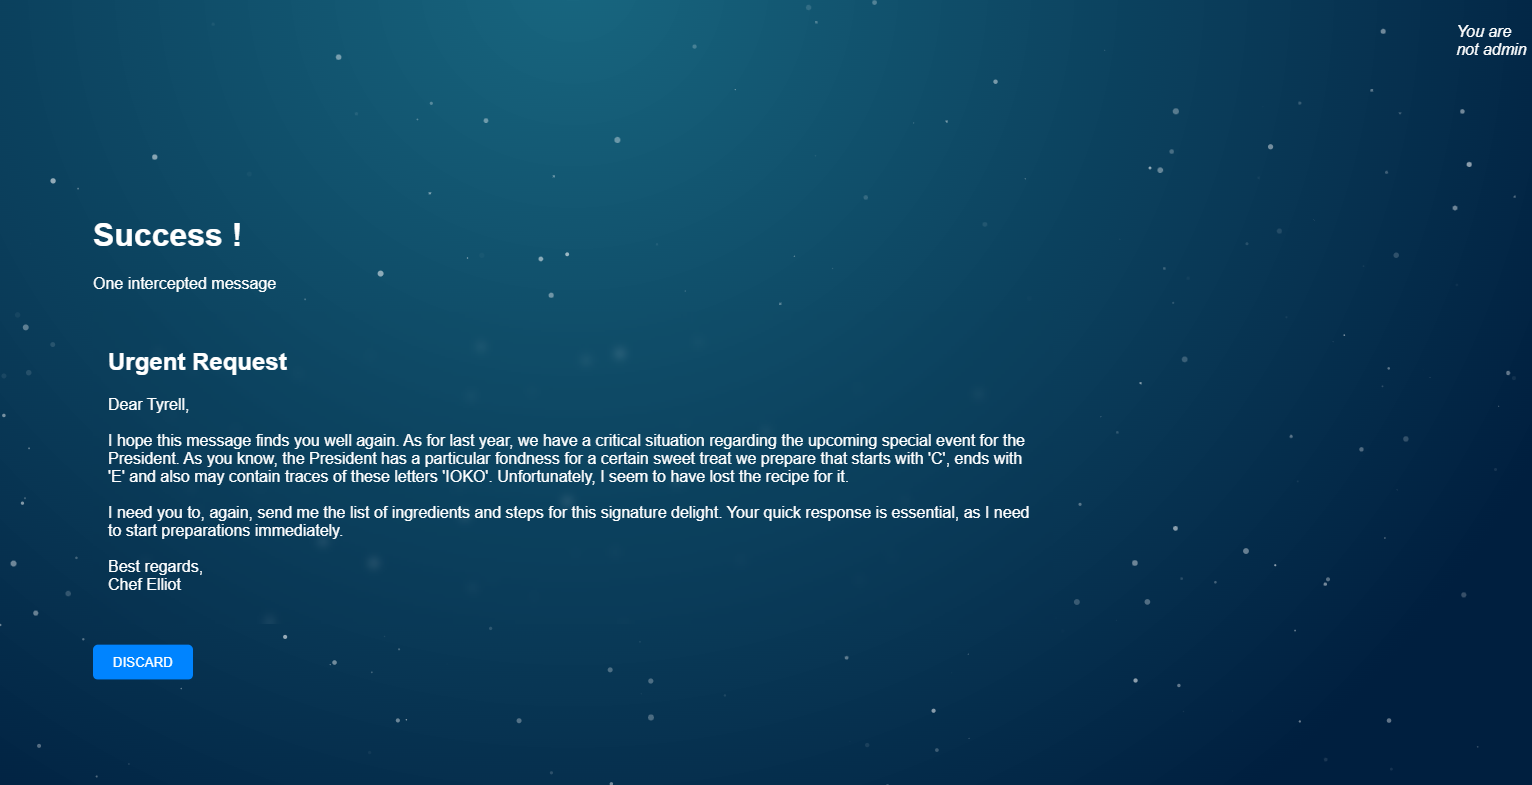 You are
not admin
Success !
One intercepted message
Urgent Request
Dear Tyrell,
I hope this message finds you well again. As for last year, we have a critical situation regarding the upcoming special event for the
President. As you know, the President has a particular fondness for a certain sweet treat we prepare that starts with 'C', ends with
'E' and also may contain traces of these letters 'IOKO'. Unfortunately, I seem to have lost the recipe for it.
I need you to, again, send me the list of ingredients and steps for this signature delight. Your quick response is essential, as I need
to start preparations immediately.
Best regards,
Chef Elliot
DISCARD